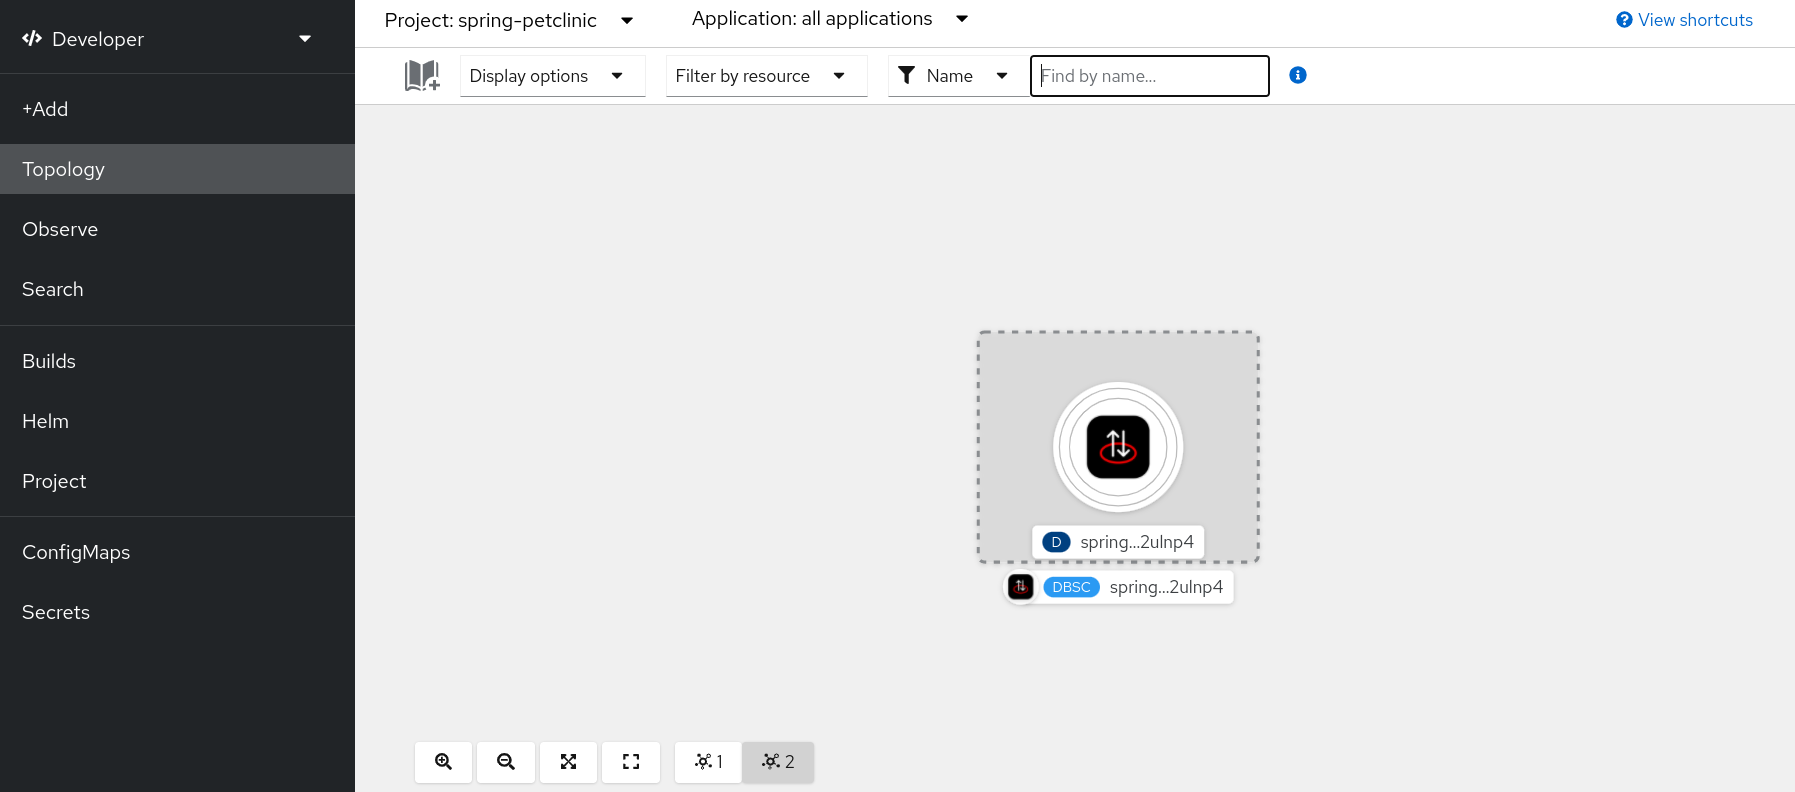 Developer
+Add
Topology
Observe
Search
Builds
Helm
Project
ConfigMaps
Secrets
Project: spring-petclinic
Application: all applications
View shortcuts
Display options
Filter by resource
Name
Find by name...
D spring...2ulnp4
DBSC spring...2ulnp4
1
2